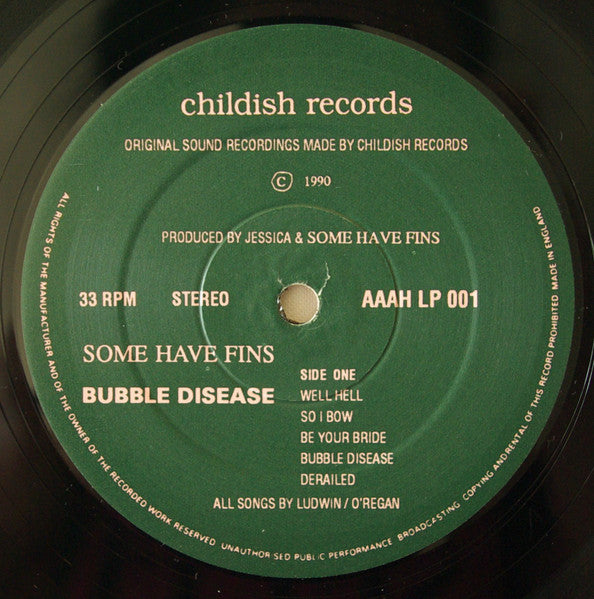 childish records
ORIGINAL SOUND RECORDINGS MADE BY CHILDISH RECORDS
© 1990
PRODUCED BY JESSICA & SOME HAVE FINS
33 RPM STEREO AAAH LP 001
SOME HAVE FINS
BUBBLE DISEASE
SIDE ONE
WELL HELL
SO I BOW
BE YOUR BRIDE
BUBBLE DISEASE
DERAILED
ALL SONGS BY LUDWIN / O'REGAN
ALL RIGHTS OF THE MANUFACTURER AND OF THE OWNER OF THE RECORDED WORK RESERVED UNAUTHORISED PUBLIC PERFORMANCE BROADCASTING COPYING AND RENTAL OF THIS RECORD PROHIBITED. MADE IN ENGLAND